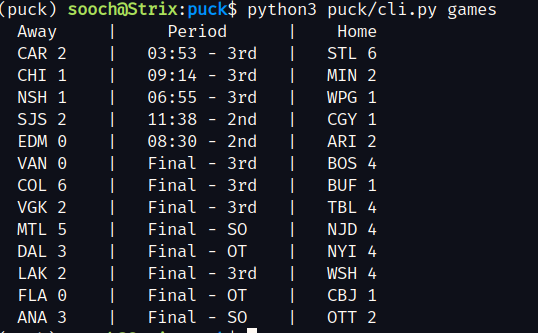 (puck) sooch@Strix:puck$ python3 puck/cli.py games
Away | Period | Home
CAR 2 | 03:53 - 3rd | STL 6
CHI 1 | 09:14 - 3rd | MIN 2
NSH 1 | 06:55 - 3rd | WPG 1
SJS 2 | 11:38 - 2nd | CGY 1
EDM 0 | 08:30 - 2nd | ARI 2
VAN 0 | Final - 3rd | BOS 4
COL 6 | Final - 3rd | BUF 1
VGK 2 | Final - 3rd | TBL 4
MTL 5 | Final - SO | NJD 4
DAL 3 | Final - OT | NYI 4
LAK 2 | Final - 3rd | WSH 4
FLA 0 | Final - OT | CBJ 1
ANA 3 | Final - SO | OTT 2